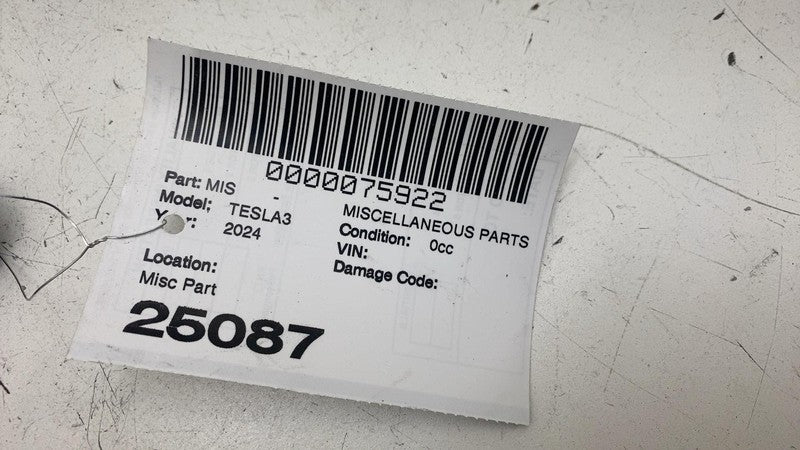 0000075922
Part: MIS - MISCELLANEOUS PARTS
Model: TESLA3 Condition: 0cc
Year: 2024 VIN:
Damage Code:
Location:
Misc Part
25087